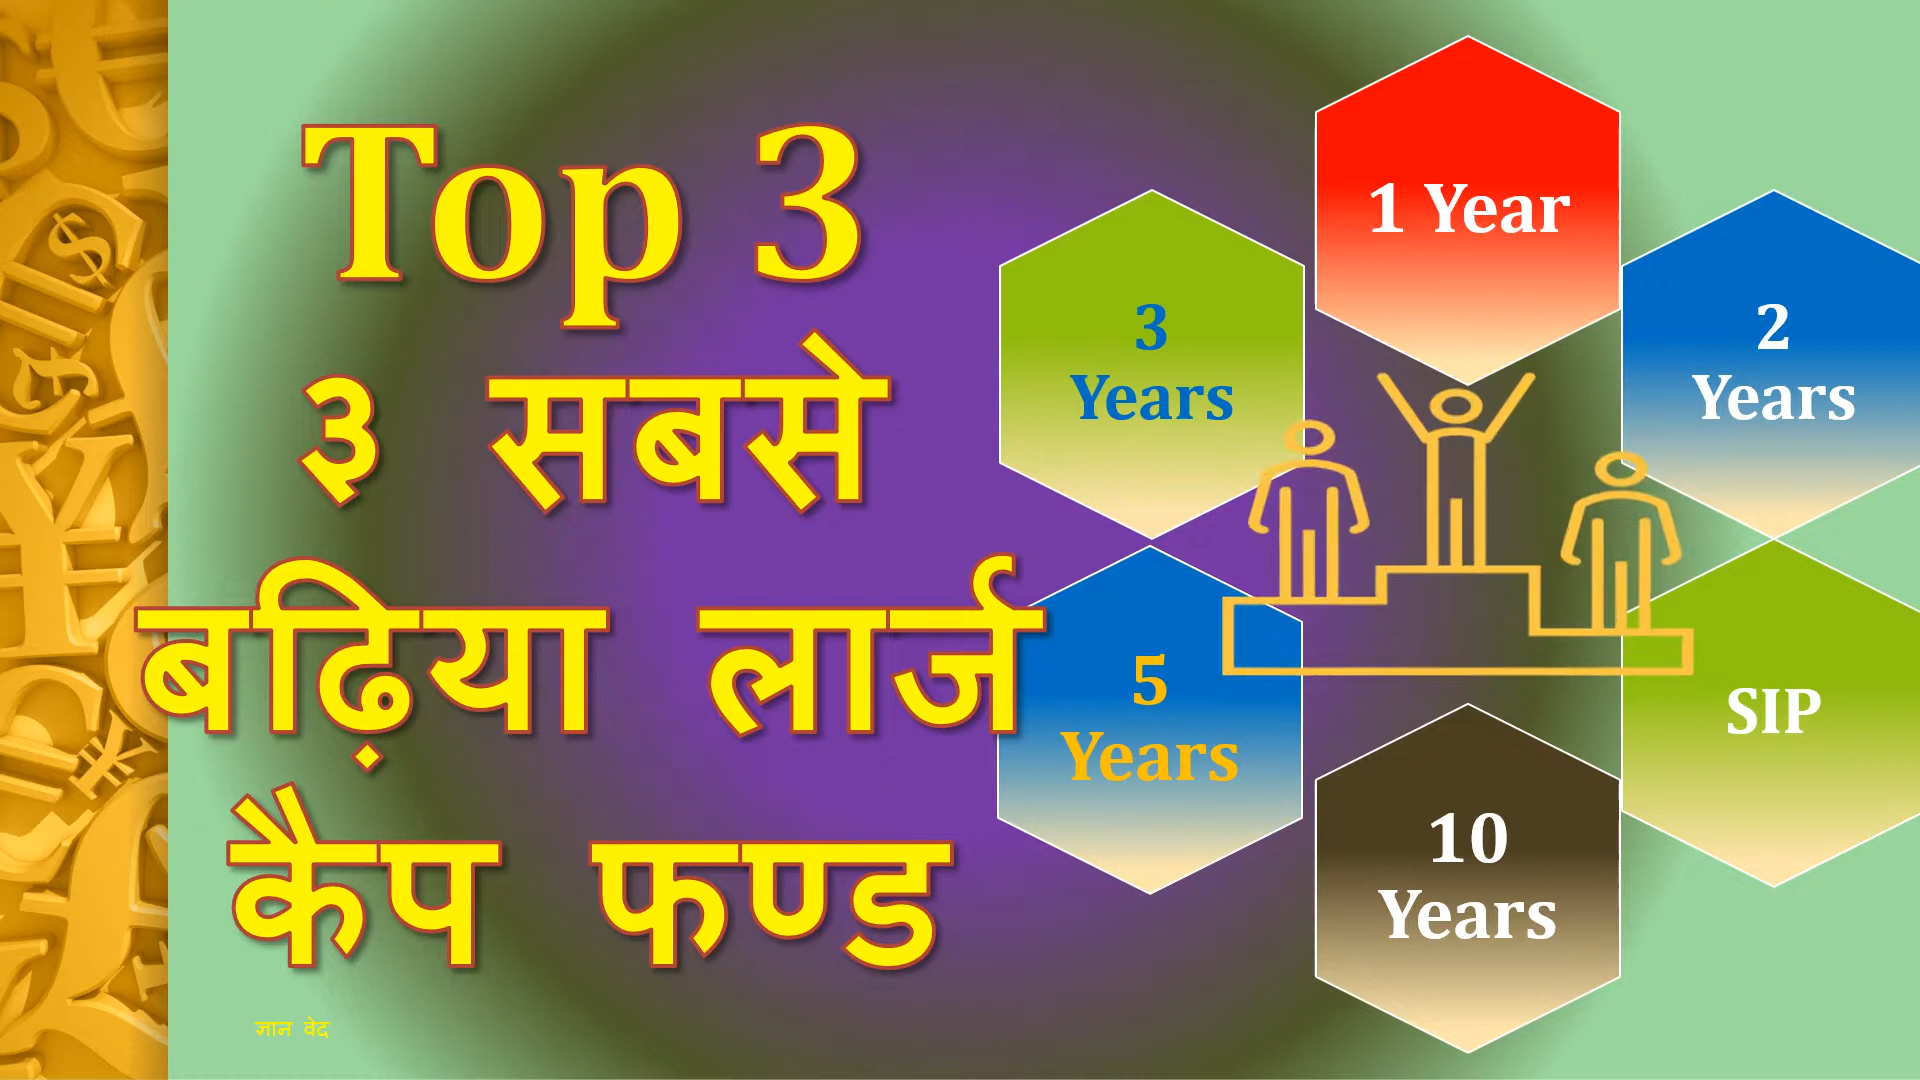 Top 3
३ सबसे
बढ़िया लार्ज
कैप फण्ड
ज्ञान वेद
1 Year
2
Years
3
Years
5
Years
SIP
10
Years